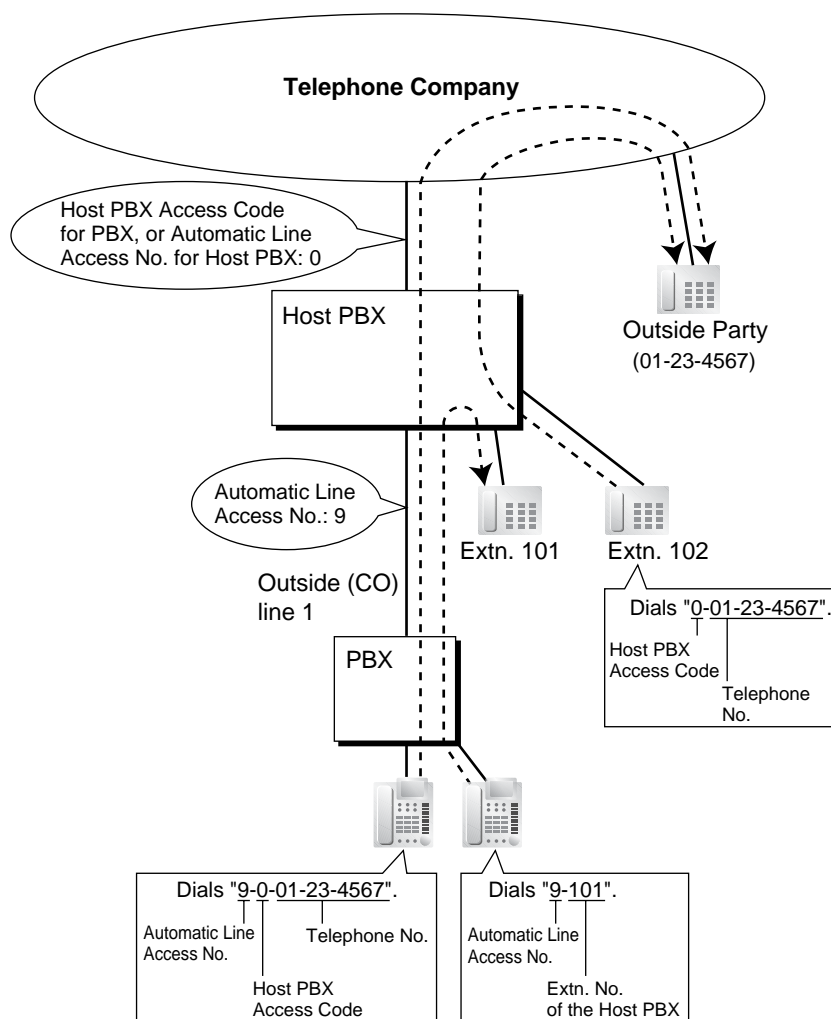 Telephone Company
Host PBX Access Code
for PBX, or Automatic Line
Access No. for Host PBX: 0
Host PBX
Outside Party
(01-23-4567)
Automatic Line
Access No.: 9
Extn. 101
Extn. 102
Outside (CO)
line 1
Dials "0-01-23-4567".
Host PBX
Access Code
Telephone
No.
PBX
Dials "9-0-01-23-4567".
Automatic Line
Access No.
Telephone No.
Host PBX
Access Code
Dials "9-101".
Automatic Line
Access No.
Extn. No.
of the Host PBX